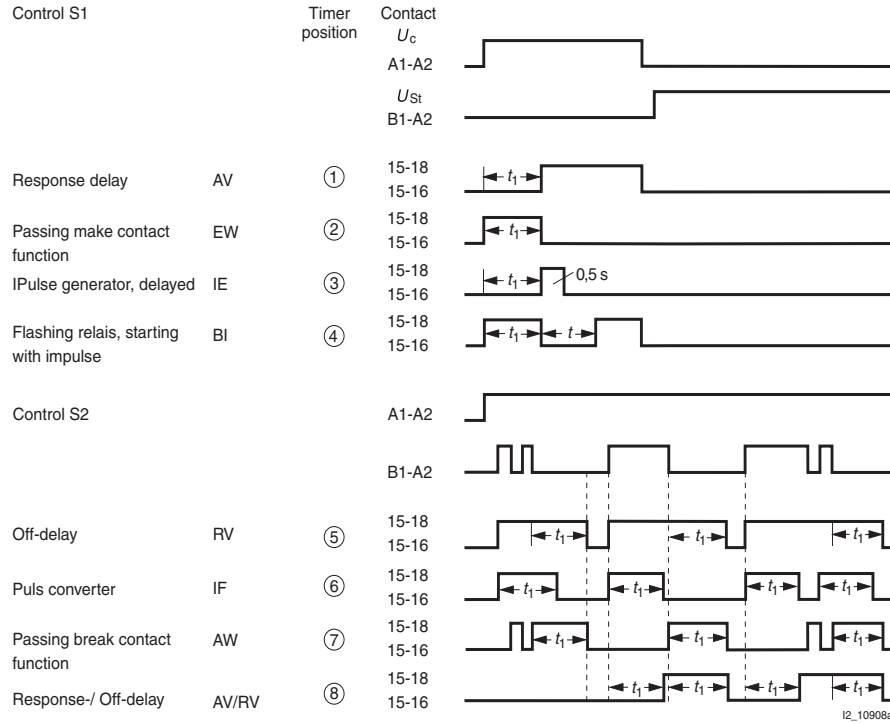 Control S1
Timer position
Contact
Uc
A1-A2
USt
B1-A2
Response delay AV 1 15-18 t1
15-16
Passing make contact function EW 2 15-18 t1
15-16
IPulse generator, delayed IE 3 15-18 t1 0,5 s
15-16
Flashing relais, starting with impulse BI 4 15-18 t1 t
15-16
Control S2 A1-A2
B1-A2
Off-delay RV 5 15-18 t1 t1 t1
15-16
Puls converter IF 6 15-18 t1 t1 t1 t1
15-16
Passing break contact function AW 7 15-18 t1 t1 t1
15-16
Response-/ Off-delay AV/RV 8 15-18 t1 t1 t1 t1
15-16
I2_10908a